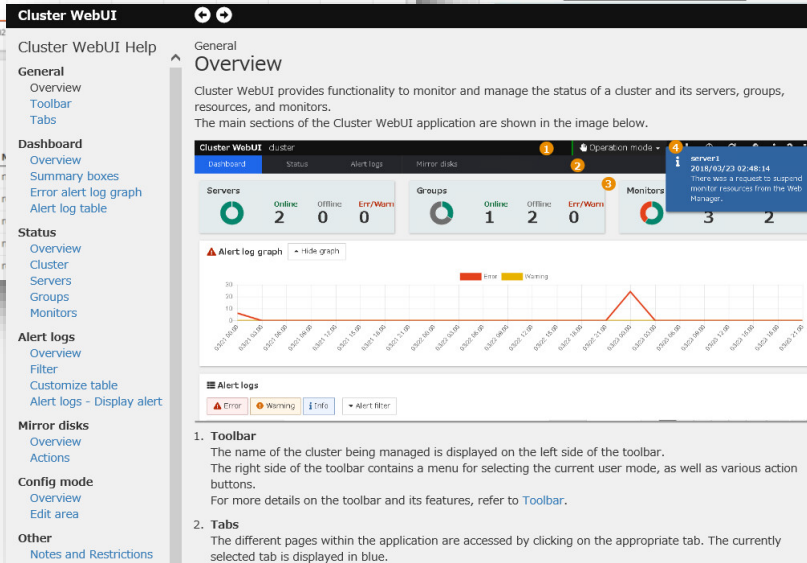 Cluster WebUI
Cluster WebUI Help
General
Overview
Toolbar
Tabs
Dashboard
Overview
Summary boxes
Error alert log graph
Alert log table
Status
Overview
Cluster
Servers
Groups
Monitors
Alert logs
Overview
Filter
Customize table
Alert logs - Display alert
Mirror disks
Overview
Actions
Config mode
Overview
Edit area
Other
Notes and Restrictions
General
Overview
Cluster WebUI provides functionality to monitor and manage the status of a cluster and its servers, groups,
resources, and monitors.
The main sections of the Cluster WebUI application are shown in the image below.
Cluster WebUI cluster
1
Operation mode
4
Dashboard Status Alert logs Mirror disks
2
server1
2018/03/23 02:48:14
There was a request to suspend
monitor resources from the Web
Manager.
3
Servers
Online Offline Err/Warn
2 0 0
Groups
Online Offline Err/Warn
1 2 0
Monitors
3 2
Alert log graph
Hide graph
Error Warning
30
20
10
0
Alert logs
Error Warning Info Alert filter
1. Toolbar
The name of the cluster being managed is displayed on the left side of the toolbar.
The right side of the toolbar contains a menu for selecting the current user mode, as well as various action
buttons.
For more details on the toolbar and its features, refer to Toolbar.
2. Tabs
The different pages within the application are accessed by clicking on the appropriate tab. The currently
selected tab is displayed in blue.